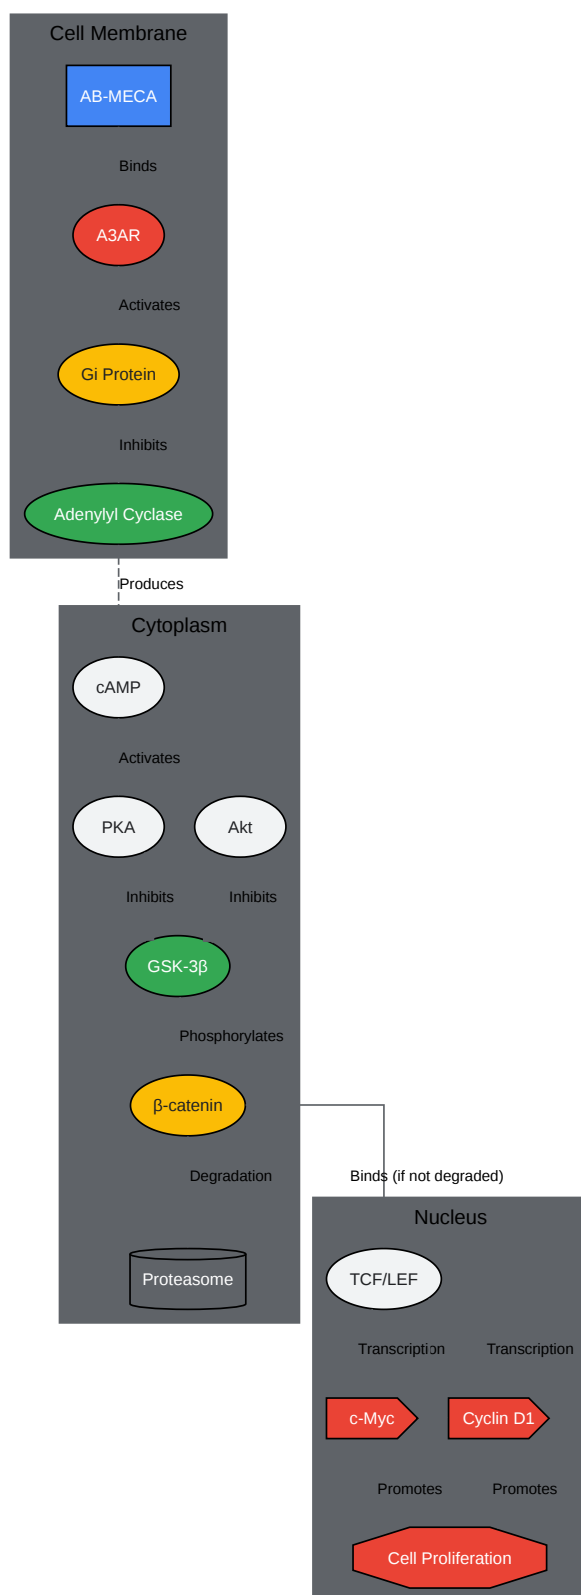 Cell Membrane
AB-MECA
Binds
A3AR
Activates
Gi Protein
Inhibits
Adenylyl Cyclase
Produces
Cytoplasm
cAMP
Activates
PKA
Akt
Inhibits
Inhibits
GSK-3β
Phosphorylates
β-catenin
Degradation
Binds (if not degraded)
Proteasome
Nucleus
TCF/LEF
Transcription
Transcription
c-Myc
Cyclin D1
Promotes
Promotes
Cell Proliferation